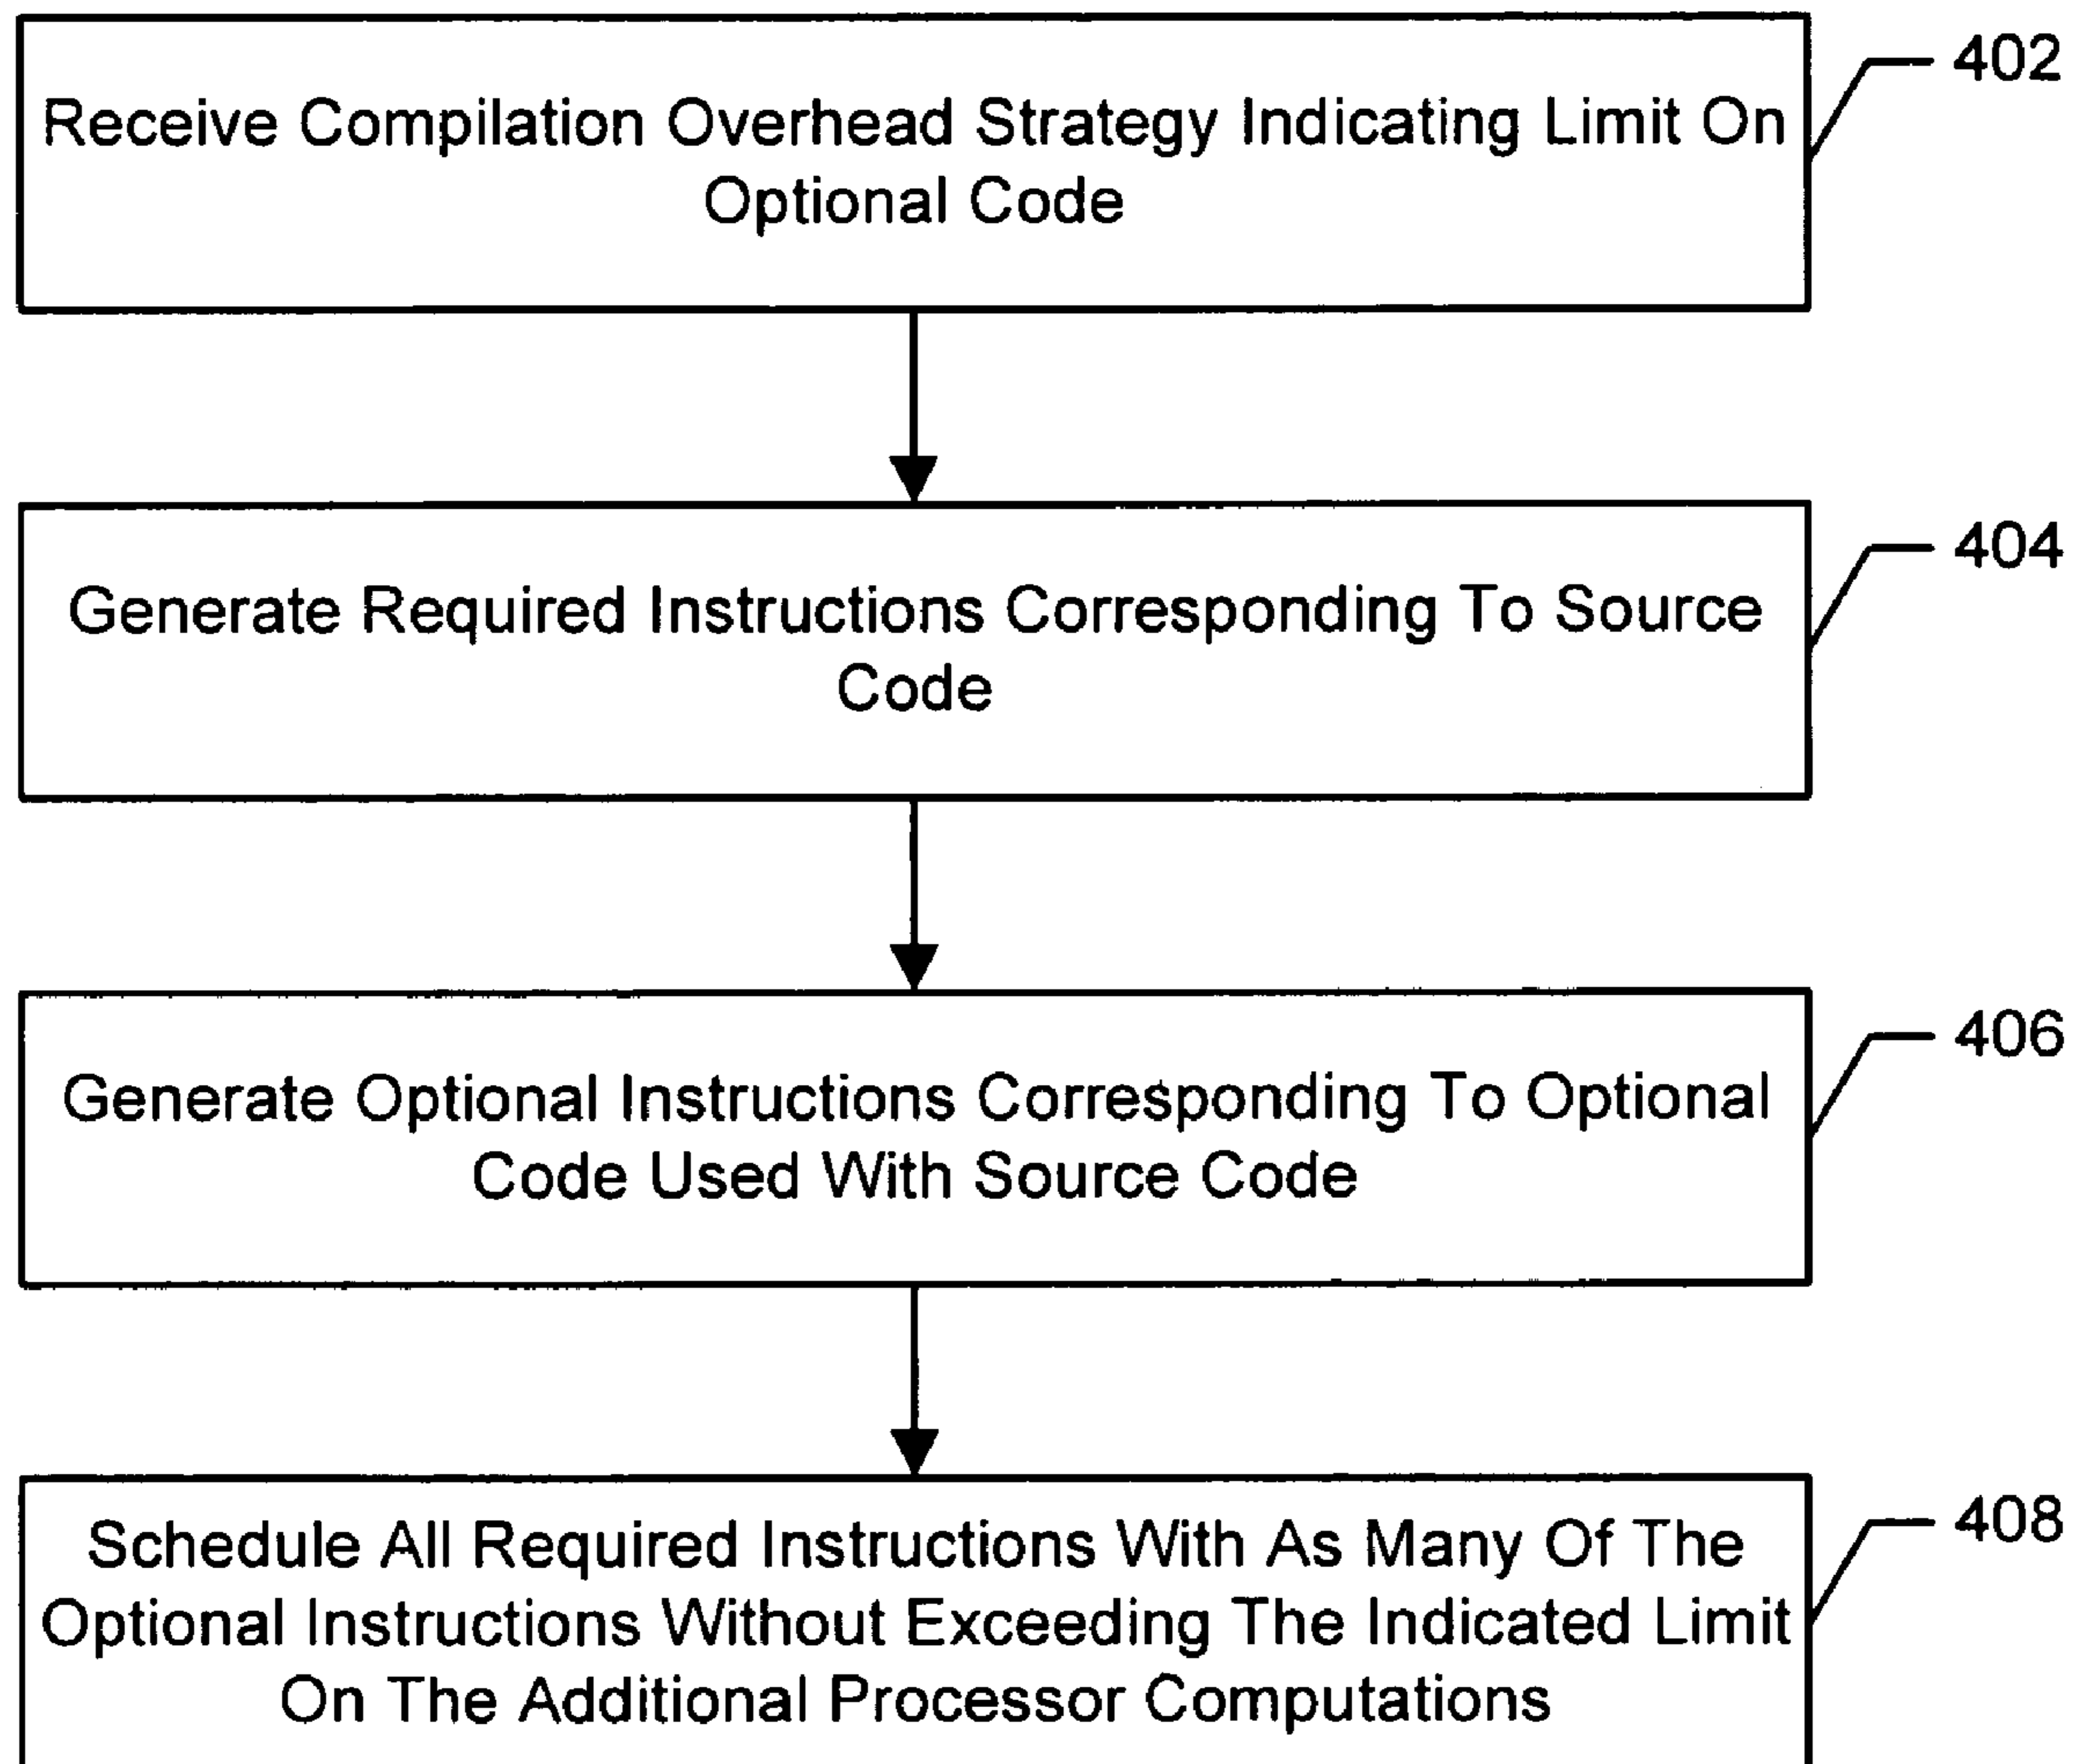 402
Receive Compilation Overhead Strategy Indicating Limit On
Optional Code
404
Generate Required Instructions Corresponding To Source
Code
406
Generate Optional Instructions Corresponding To Optional
Code Used With Source Code
408
Schedule All Required Instructions With As Many Of The
Optional Instructions Without Exceeding The Indicated Limit
On The Additional Processor Computations